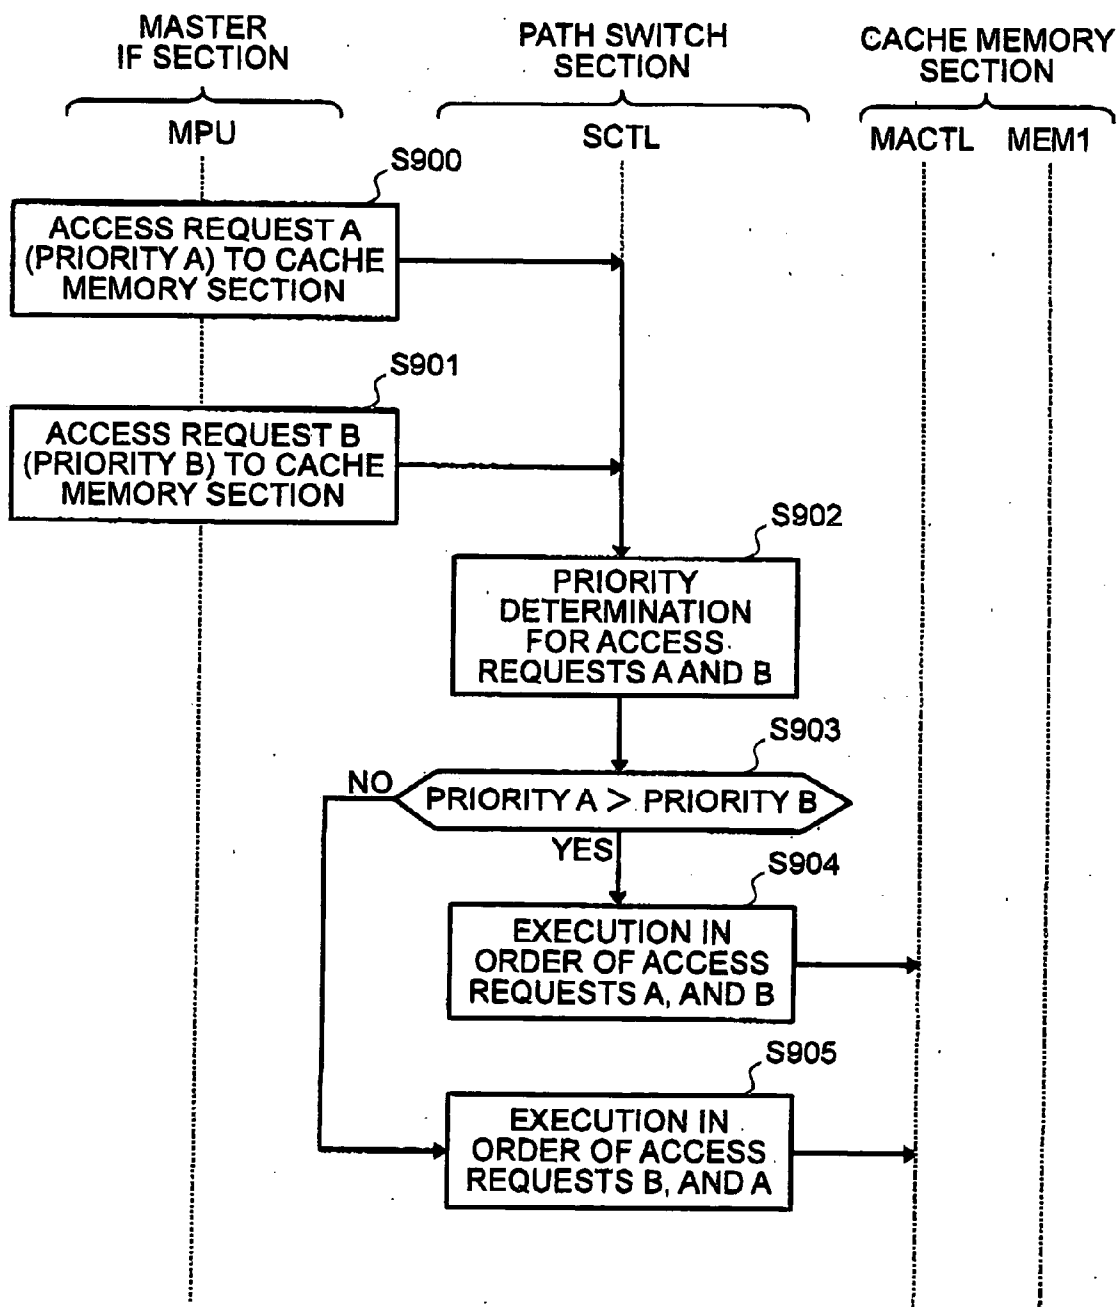 MASTER
IF SECTION
PATH SWITCH
SECTION
CACHE MEMORY
SECTION
MPU
SCTL
MACTL
MEM1
S900
ACCESS REQUEST A
(PRIORITY A) TO CACHE
MEMORY SECTION
S901
ACCESS REQUEST B
(PRIORITY B) TO CACHE
MEMORY SECTION
S902
PRIORITY
DETERMINATION
FOR ACCESS
REQUESTS A AND B
S903
NO
PRIORITY A > PRIORITY B
YES
S904
EXECUTION IN
ORDER OF ACCESS
REQUESTS A, AND B
S905
EXECUTION IN
ORDER OF ACCESS
REQUESTS B, AND A